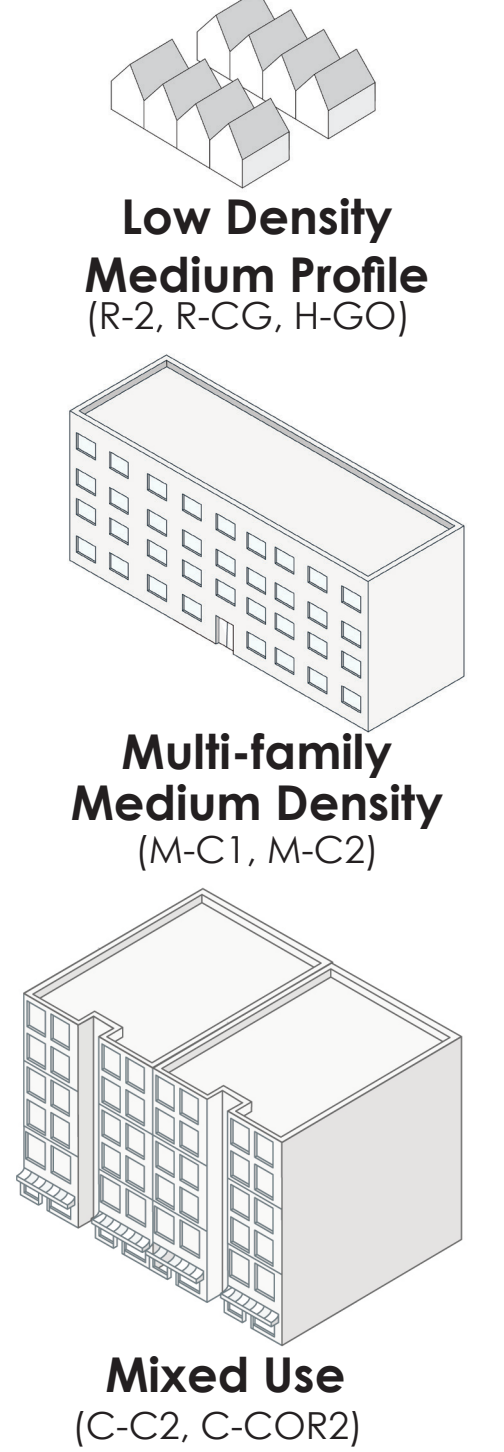 Low Density
Medium Profile
(R-2, R-CG, H-GO)
Multi-family
Medium Density
(M-C1, M-C2)
Mixed Use
(C-C2, C-COR2)